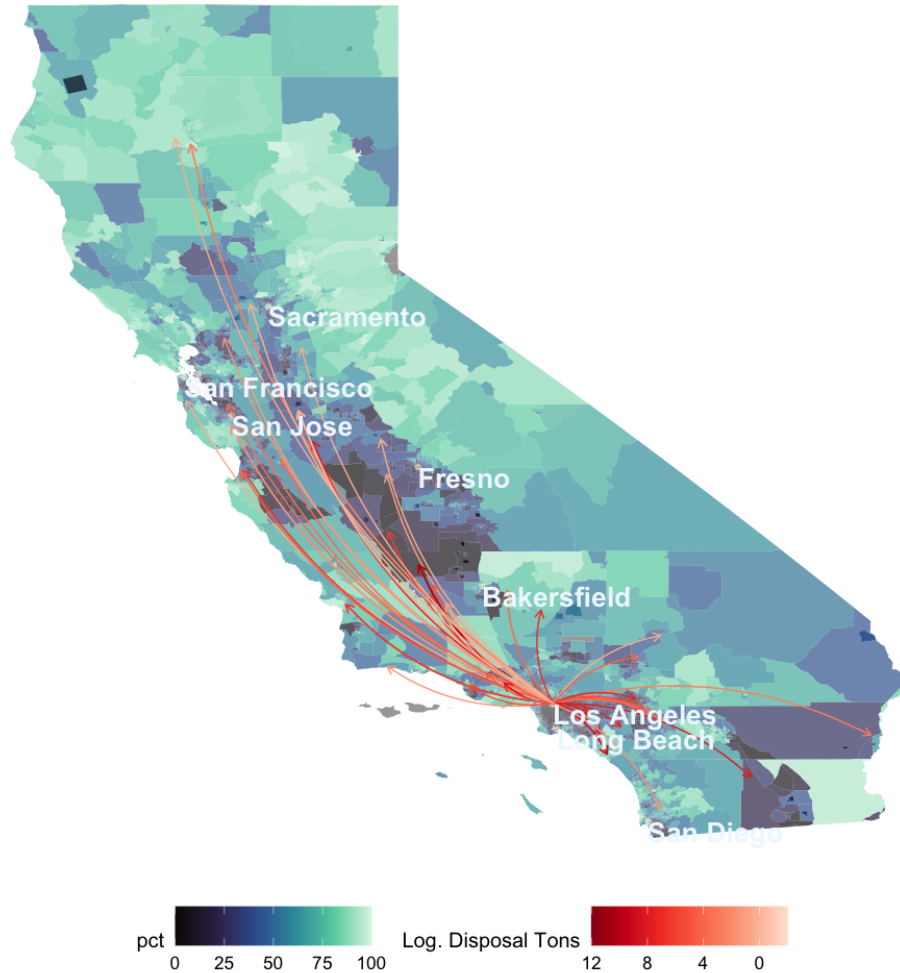 Sacramento
San Francisco
San Jose
Fresno
Bakersfield
Los Angeles
Long Beach
San Diego
pct
0 25 50 75 100
Log. Disposal Tons
12 8 4 0